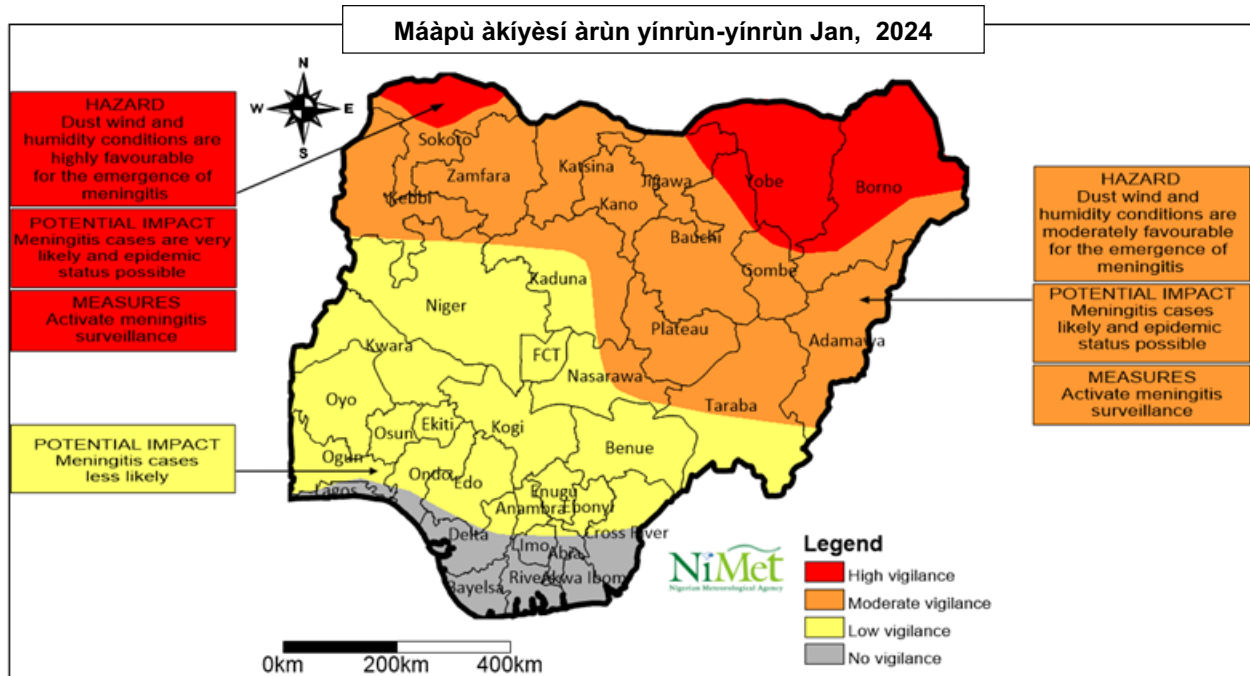 Máàpù àkíyèsí àrùn yínrùn-yínrùn Jan, 2024
HAZARD
Dust wind and
humidity conditions are
highly favourable
for the emergence of
meningitis
POTENTIAL IMPACT
Meningitis cases are very
likely and epidemic
status possible
MEASURES
Activate meningitis
surveillance
POTENTIAL IMPACT
Meningitis cases
less likely
N
W
E
S
Sokoto
Zamfara
Kebbi
Katsina
Kano
Jigawa
Yobe
Borno
Bauchi
Gombe
Kaduna
Niger
Plateau
Adamawa
Kwara
FCT
Nasarawa
Taraba
Oyo
Osun
Ekiti
Kogi
Benue
Ogun
Ondo
Edo
Enugu
Anambra
Ebonyi
Lagos
Delta
Imo
Abia
Cross River
Bayelsa
Rive
Akwa Ibom
HAZARD
Dust wind and
humidity conditions are
moderately favourable
for the emergence of
meningitis
POTENTIAL IMPACT
Meningitis cases
likely and epidemic
status possible
MEASURES
Activate meningitis
surveillance
NiMet
Nigerian Meteorological Agency
Legend
High vigilance
Moderate vigilance
Low vigilance
No vigilance
0km 200km 400km